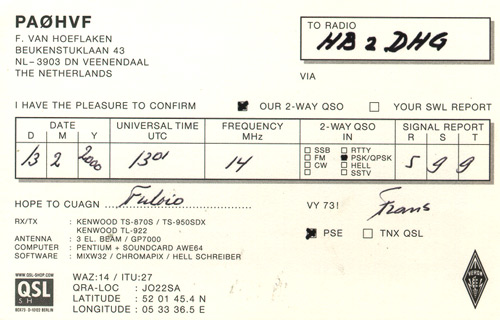 PAØHVF
F. VAN HOEFLAKEN
BEUKENSTUKLAAN 43
NL-3903 DN VEENENDAAL
THE NETHERLANDS
TO RADIO
HB2DHG
VIA
I HAVE THE PLEASURE TO CONFIRM
OUR 2-WAY QSO YOUR SWL REPORT
DATE UNIVERSAL TIME FREQUENCY 2-WAY QSO SIGNAL REPORT
D M Y UTC MHz IN R S T
13 2 2000 1301 14 5 9 9
SSB RTTY
FM PSK/QPSK
CW HELL
SSTV
HOPE TO CUAGN Fulvio VY 73! Frans
RX/TX : KENWOOD TS-870S / TS-950SDX
KENWOOD TL-922
ANTENNA : 3 EL. BEAM / GP7000
COMPUTER : PENTIUM + SOUNDCARD AWE64
SOFTWARE : MIXW32 / CHROMAPIX / HELL SCHREIBER
PSE TNX QSL
WWW.QSL-SHOP.COM
QSL
SHOP
WAZ:14 / ITU:27
QRA-LOC : JO22SA
LATITUDE : 52 01 45.4 N
LONGITUDE : 05 33 36.5 E
VERON